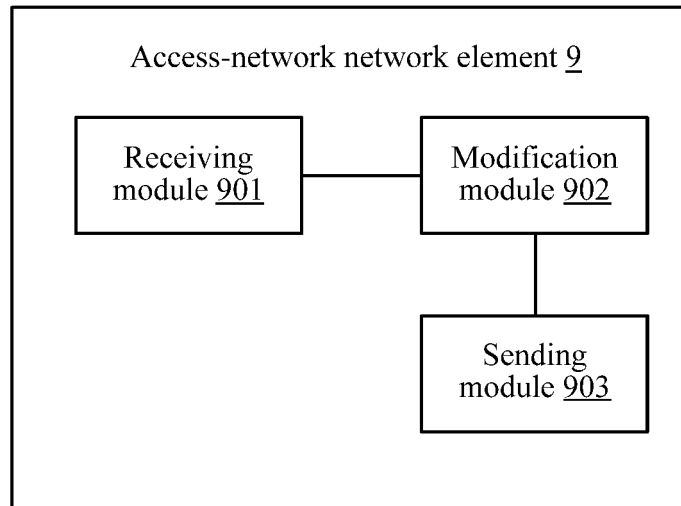 Access-network network element 9
Receiving
module 901
Modification
module 902
Sending
module 903